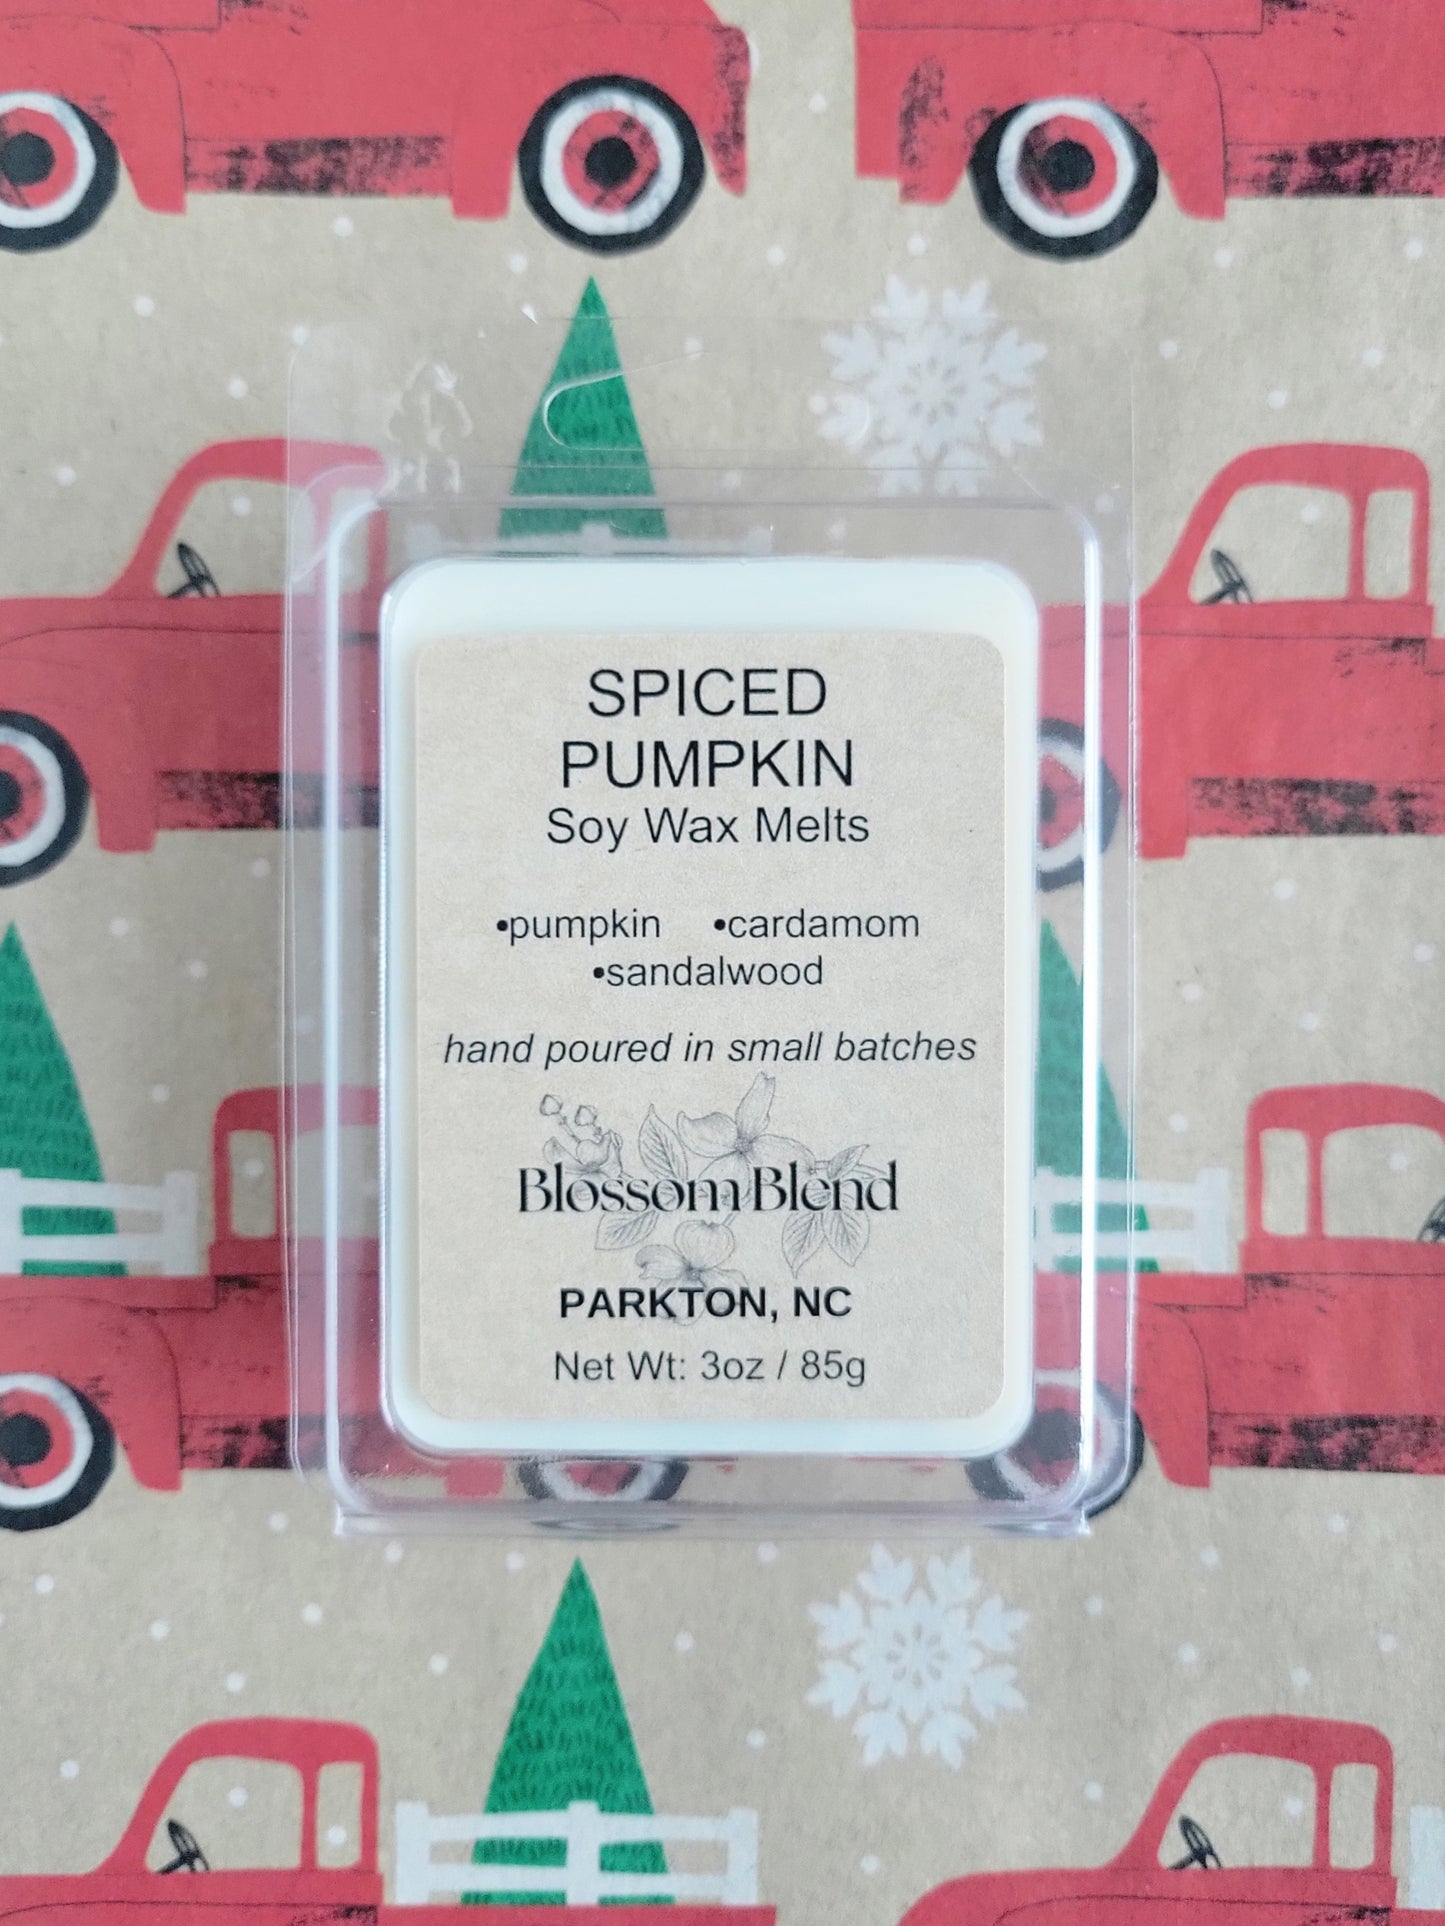 SPICED
PUMPKIN
Soy Wax Melts
•pumpkin •cardamom
•sandalwood
hand poured in small batches
Blossom Blend
PARKTON, NC
Net Wt: 3oz / 85g